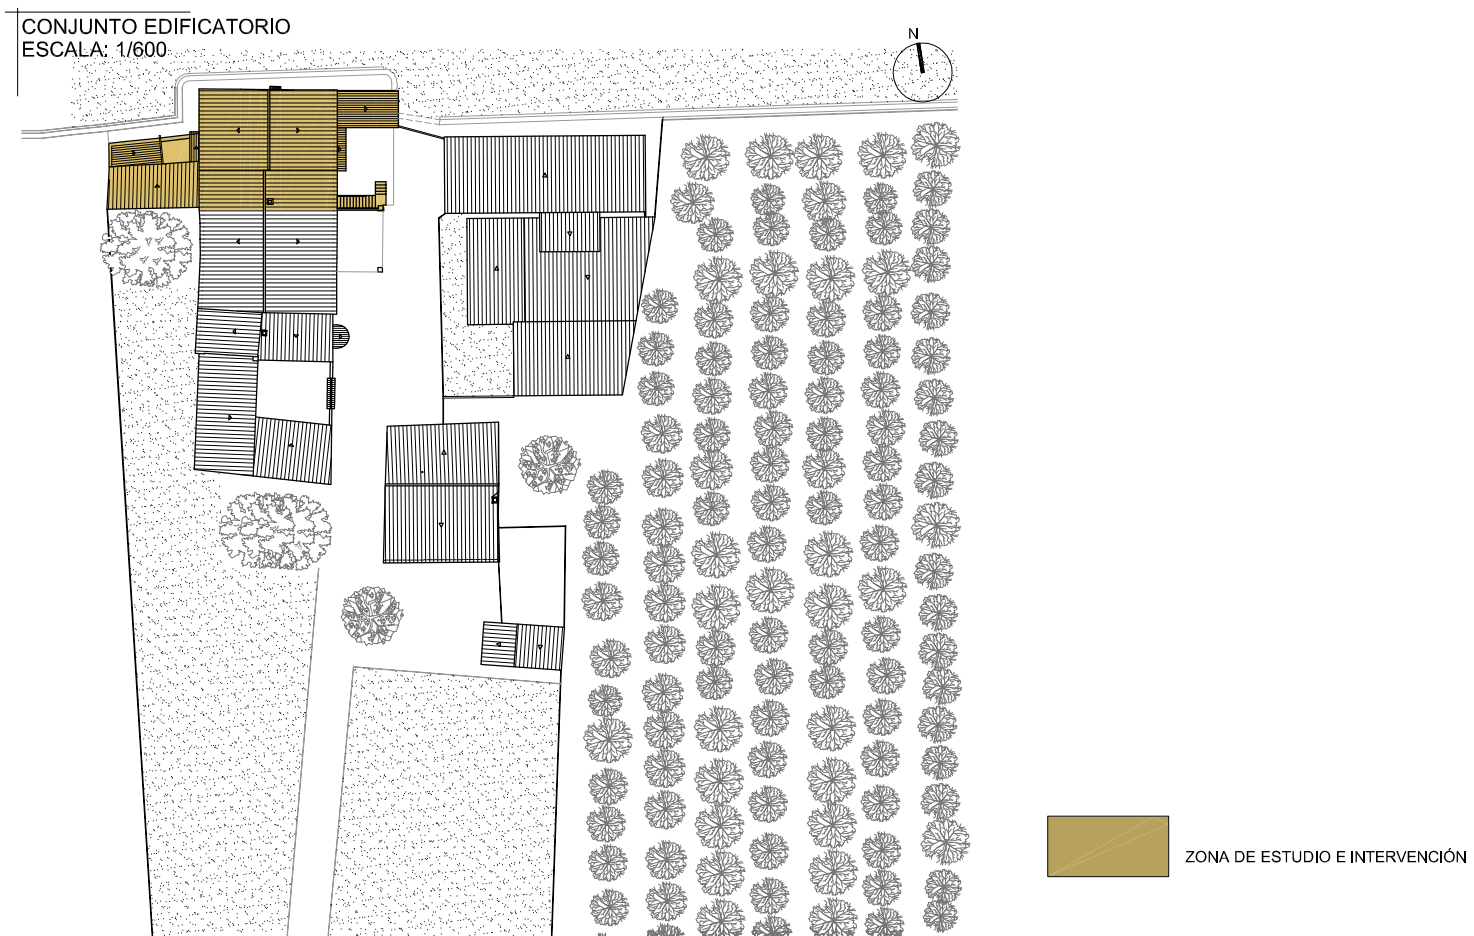 CONJUNTO EDIFICATORIO
ESCALA: 1/600
N
ZONA DE ESTUDIO E INTERVENCIÓN